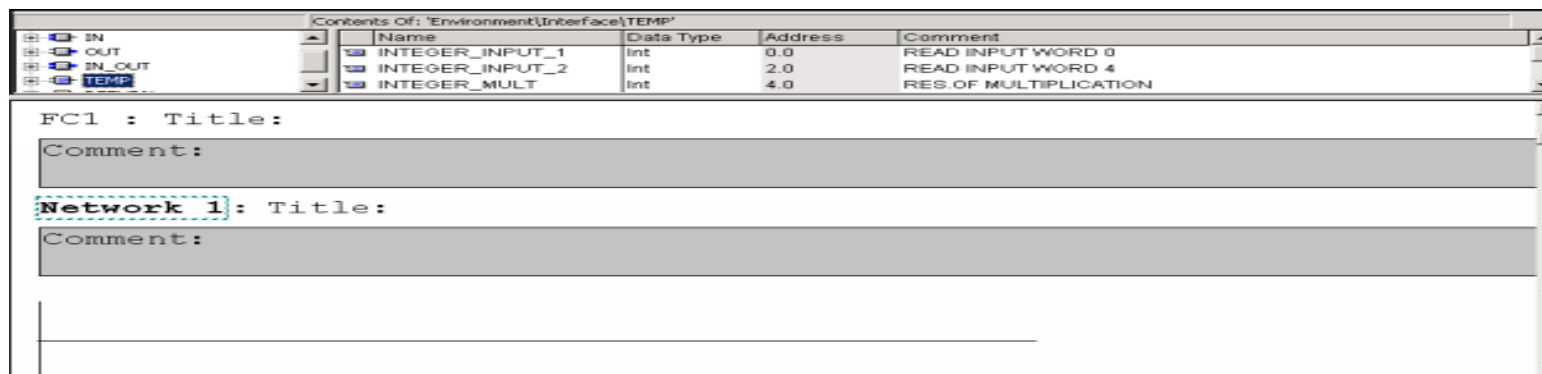 Contents Of: 'Environment\Interface\TEMP'
IN
OUT
IN_OUT
TEMP
Name Data Type Address Comment
INTEGER_INPUT_1 Int 0.0 READ INPUT WORD 0
INTEGER_INPUT_2 Int 2.0 READ INPUT WORD 4
INTEGER_MULT Int 4.0 RES.OF MULTIPLICATION
FC1 : Title:
Comment:
Network 1: Title:
Comment: